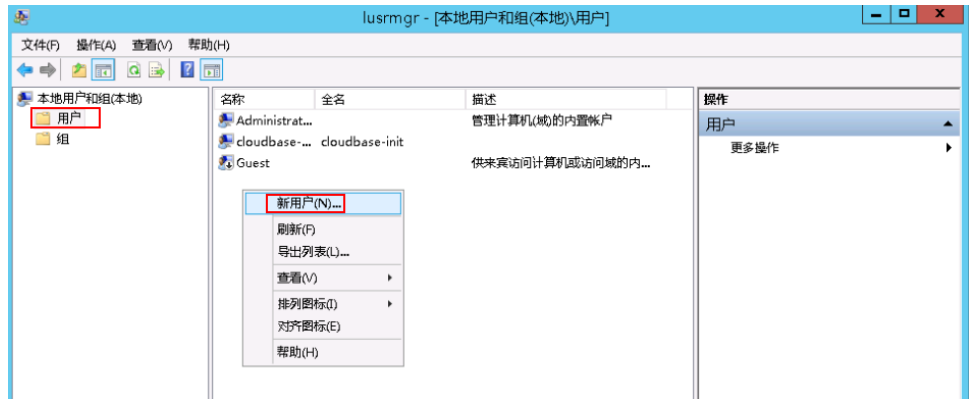 lusrmgr - [本地用户和组(本地)\用户]
文件(F) 操作(A) 查看(V) 帮助(H)
本地用户和组(本地)
用户
组
名称 全名 描述
Administrat... 管理计算机(域)的内置帐户
cloudbase-... cloudbase-init
Guest 供来宾访问计算机或访问域的内...
新用户(N)...
刷新(F)
导出列表(L)...
查看(V)
排列图标(I)
对齐图标(E)
帮助(H)
操作
用户
更多操作